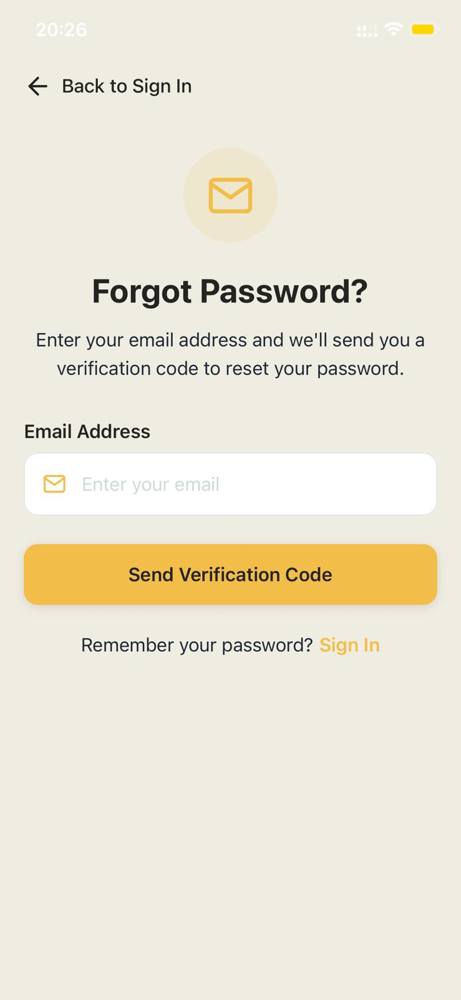 20:26
Back to Sign In
Forgot Password?
Enter your email address and we'll send you a
verification code to reset your password.
Email Address
Enter your email
Send Verification Code
Remember your password? Sign In